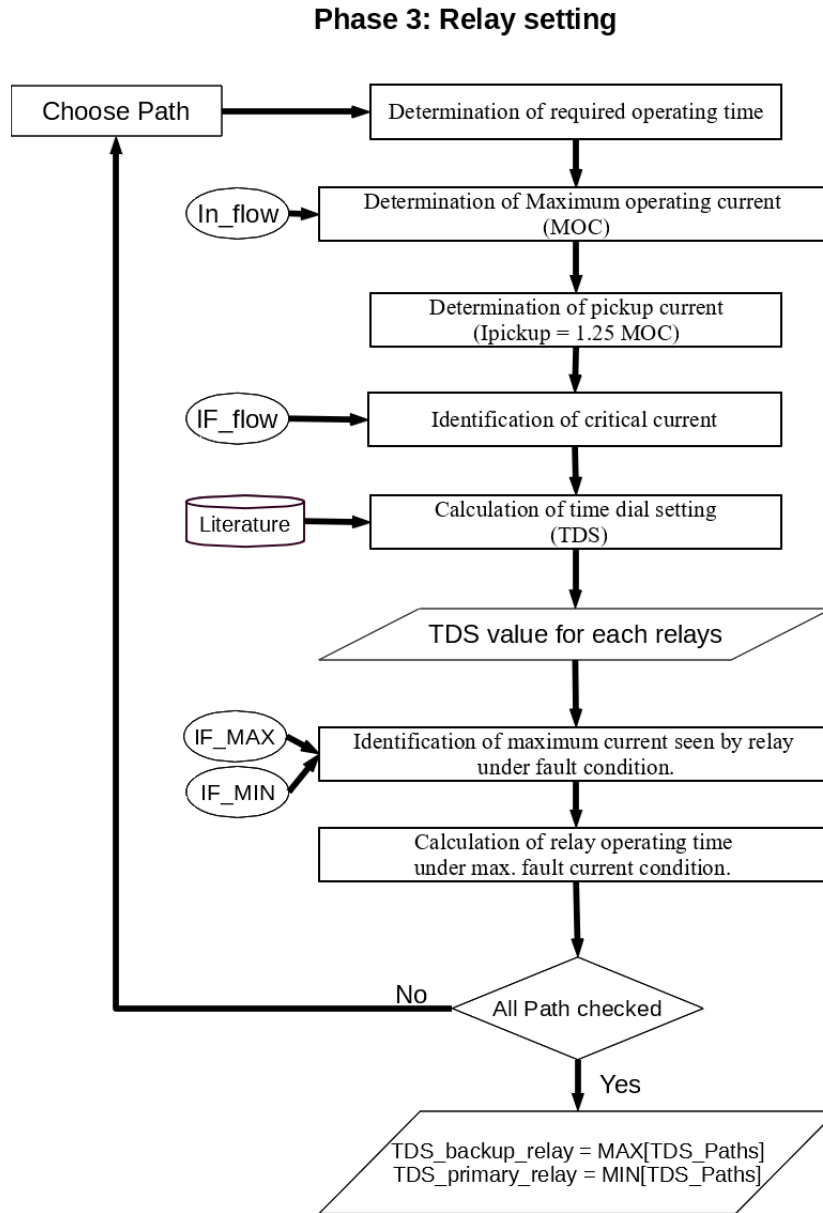 Phase 3: Relay setting
Choose Path
Determination of required operating time
In_flow
Determination of Maximum operating current
(MOC)
Determination of pickup current
(Ipickup = 1.25 MOC)
IF_flow
Identification of critical current
Literature
Calculation of time dial setting
(TDS)
TDS value for each relays
IF_MAX
IF_MIN
Identification of maximum current seen by relay
under fault condition.
Calculation of relay operating time
under max. fault current condition.
No
All Path checked
Yes
TDS_backup_relay = MAX[TDS_Paths]
TDS_primary_relay = MIN[TDS_Paths]